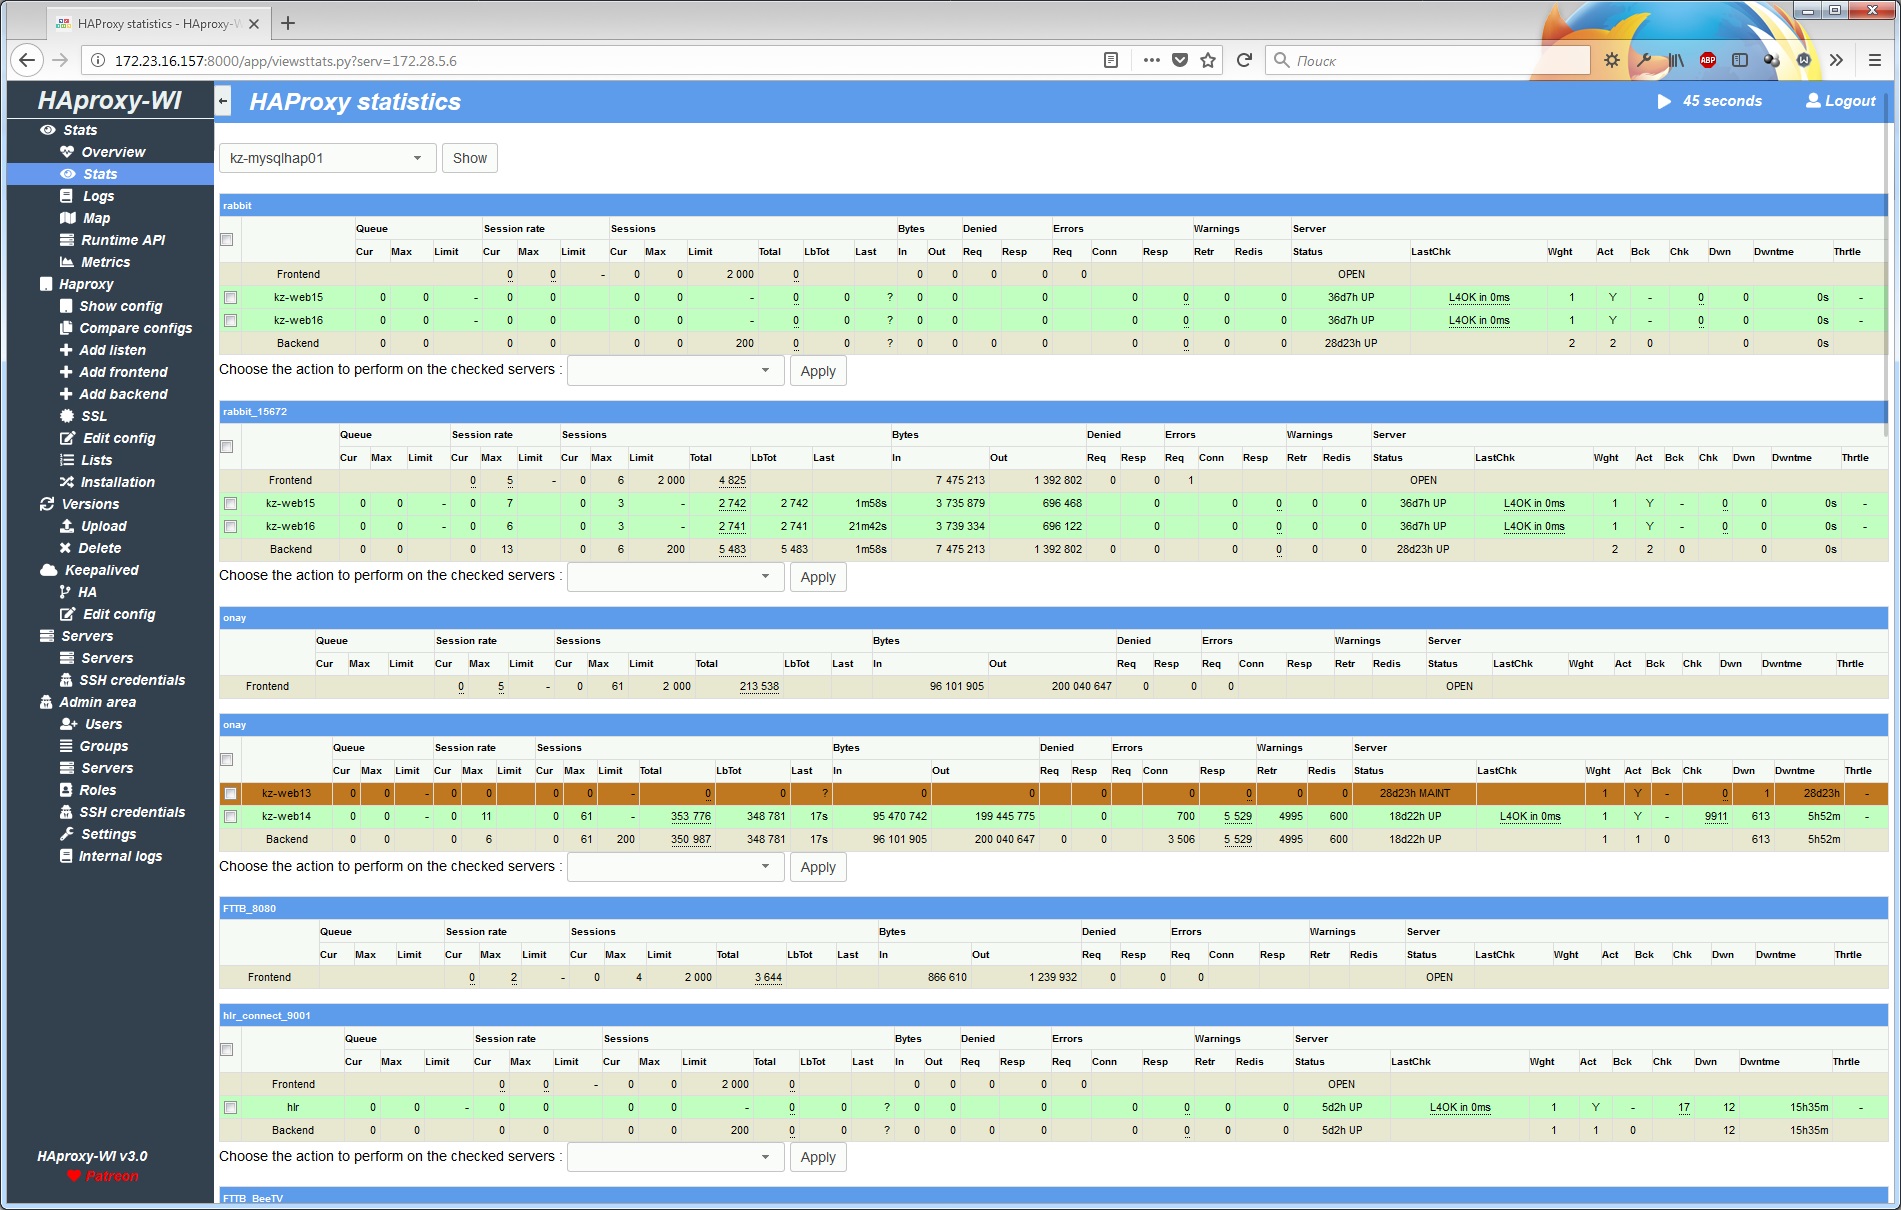 HAProxy statistics - HAproxy-W
172.23.16.157:8000/app/viewsttats.py?serv=172.28.5.6
Поиск
ABP
HAproxy-WI
HAProxy statistics
45 seconds
Logout
Stats
Overview
Stats
Logs
Map
Runtime API
Metrics
Haproxy
Show config
Compare configs
Add listen
Add frontend
Add backend
SSL
Edit config
Lists
Installation
Versions
Upload
Delete
Keepalived
HA
Edit config
Servers
Servers
SSH credentials
Admin area
Users
Groups
Servers
Roles
SSH credentials
Settings
Internal logs
HAproxy-WI v3.0
Patreon
kz-mysqlhap01 Show
rabbit
Queue Session rate Sessions Bytes Denied Errors Warnings Server
Cur Max Limit Cur Max Limit Cur Max Limit Total LbTot Last In Out Req Resp Req Conn Resp Retr Redis Status LastChk Wght Act Bck Chk Dwn Dwntme Thrtle
Frontend 0 0 - 0 0 2 000 0 0 0 0 0 0 OPEN
kz-web15 0 0 - 0 0 0 0 - 0 0 ? 0 0 0 0 0 0 0 36d7h UP L4OK in 0ms 1 Y - 0 0 0s -
kz-web16 0 0 - 0 0 0 0 - 0 0 ? 0 0 0 0 0 0 0 36d7h UP L4OK in 0ms 1 Y - 0 0 0s -
Backend 0 0 0 0 0 0 200 0 0 ? 0 0 0 0 0 0 0 0 28d23h UP 2 2 0 0 0s
Choose the action to perform on the checked servers : Apply
rabbit_15672
Queue Session rate Sessions Bytes Denied Errors Warnings Server
Cur Max Limit Cur Max Limit Cur Max Limit Total LbTot Last In Out Req Resp Req Conn Resp Retr Redis Status LastChk Wght Act Bck Chk Dwn Dwntme Thrtle
Frontend 0 5 - 0 6 2 000 4 825 7 475 213 1 392 802 0 0 1 OPEN
kz-web15 0 0 - 0 7 0 3 - 2 742 2 742 1m58s 3 735 879 696 468 0 0 0 0 0 36d7h UP L4OK in 0ms 1 Y - 0 0 0s -
kz-web16 0 0 - 0 6 0 3 - 2 741 2 741 21m42s 3 739 334 696 122 0 0 0 0 0 36d7h UP L4OK in 0ms 1 Y - 0 0 0s -
Backend 0 0 0 13 0 6 200 5 483 5 483 1m58s 7 475 213 1 392 802 0 0 0 0 0 0 28d23h UP 2 2 0 0 0s
Choose the action to perform on the checked servers : Apply
onay
Queue Session rate Sessions Bytes Denied Errors Warnings Server
Cur Max Limit Cur Max Limit Cur Max Limit Total LbTot Last In Out Req Resp Req Conn Resp Retr Redis Status LastChk Wght Act Bck Chk Dwn Dwntme Thrtle
Frontend 0 5 - 0 61 2 000 213 538 96 101 905 200 040 647 0 0 0 OPEN
onay
Queue Session rate Sessions Bytes Denied Errors Warnings Server
Cur Max Limit Cur Max Limit Cur Max Limit Total LbTot Last In Out Req Resp Req Conn Resp Retr Redis Status LastChk Wght Act Bck Chk Dwn Dwntme Thrtle
kz-web13 0 0 - 0 0 0 0 - 0 0 ? 0 0 0 0 0 0 0 28d23h MAINT 1 Y - 0 1 28d23h -
kz-web14 0 0 - 0 11 0 61 - 353 776 348 781 17s 95 470 742 199 445 775 0 700 5 529 4995 600 18d22h UP L4OK in 0ms 1 Y - 9911 613 5h52m -
Backend 0 0 0 6 0 61 200 350 987 348 781 17s 96 101 905 200 040 647 0 0 3 506 5 529 4995 600 18d22h UP 1 1 0 613 5h52m
Choose the action to perform on the checked servers : Apply
FTTB_8080
Queue Session rate Sessions Bytes Denied Errors Warnings Server
Cur Max Limit Cur Max Limit Cur Max Limit Total LbTot Last In Out Req Resp Req Conn Resp Retr Redis Status LastChk Wght Act Bck Chk Dwn Dwntme Thrtle
Frontend 0 2 - 0 4 2 000 3 644 866 610 1 239 932 0 0 0 OPEN
hlr_connect_9001
Queue Session rate Sessions Bytes Denied Errors Warnings Server
Cur Max Limit Cur Max Limit Cur Max Limit Total LbTot Last In Out Req Resp Req Conn Resp Retr Redis Status LastChk Wght Act Bck Chk Dwn Dwntme Thrtle
Frontend 0 0 - 0 0 2 000 0 0 0 0 0 0 OPEN
hlr 0 0 - 0 0 0 0 - 0 0 ? 0 0 0 0 0 0 0 5d2h UP L4OK in 0ms 1 Y - 17 12 15h35m -
Backend 0 0 0 0 0 0 200 0 0 ? 0 0 0 0 0 0 0 0 5d2h UP 1 1 0 12 15h35m
Choose the action to perform on the checked servers : Apply
FTTB_BeeTV